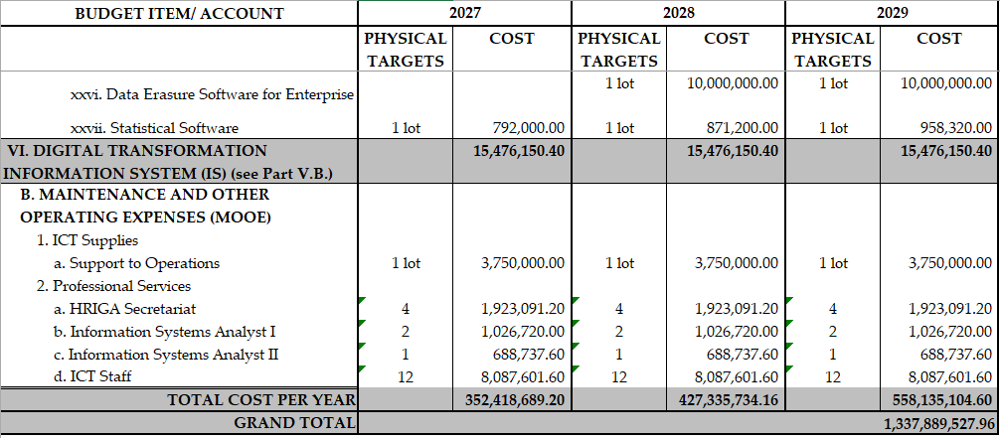 BUDGET ITEM/ ACCOUNT 2027 2028 2029
PHYSICAL TARGETS COST PHYSICAL TARGETS COST PHYSICAL TARGETS COST
xxvi. Data Erasure Software for Enterprise 1 lot 10,000,000.00 1 lot 10,000,000.00
xxvii. Statistical Software 1 lot 792,000.00 1 lot 871,200.00 1 lot 958,320.00
VI. DIGITAL TRANSFORMATION 15,476,150.40 15,476,150.40 15,476,150.40
INFORMATION SYSTEM (IS) (see Part V.B.)
B. MAINTENANCE AND OTHER
OPERATING EXPENSES (MOOE)
1. ICT Supplies
a. Support to Operations 1 lot 3,750,000.00 1 lot 3,750,000.00 1 lot 3,750,000.00
2. Professional Services
a. HRIGA Secretariat 4 1,923,091.20 4 1,923,091.20 4 1,923,091.20
b. Information Systems Analyst I 2 1,026,720.00 2 1,026,720.00 2 1,026,720.00
c. Information Systems Analyst II 1 688,737.60 1 688,737.60 1 688,737.60
d. ICT Staff 12 8,087,601.60 12 8,087,601.60 12 8,087,601.60
TOTAL COST PER YEAR 352,418,689.20 427,335,734.16 558,135,104.60
GRAND TOTAL 1,337,889,527.96